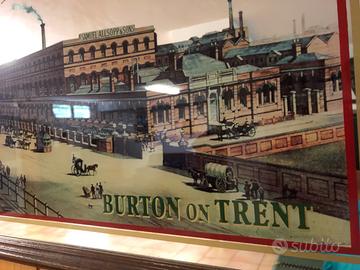 SAMUEL ALLSOPP & SONS
BURTON ON TRENT
subito